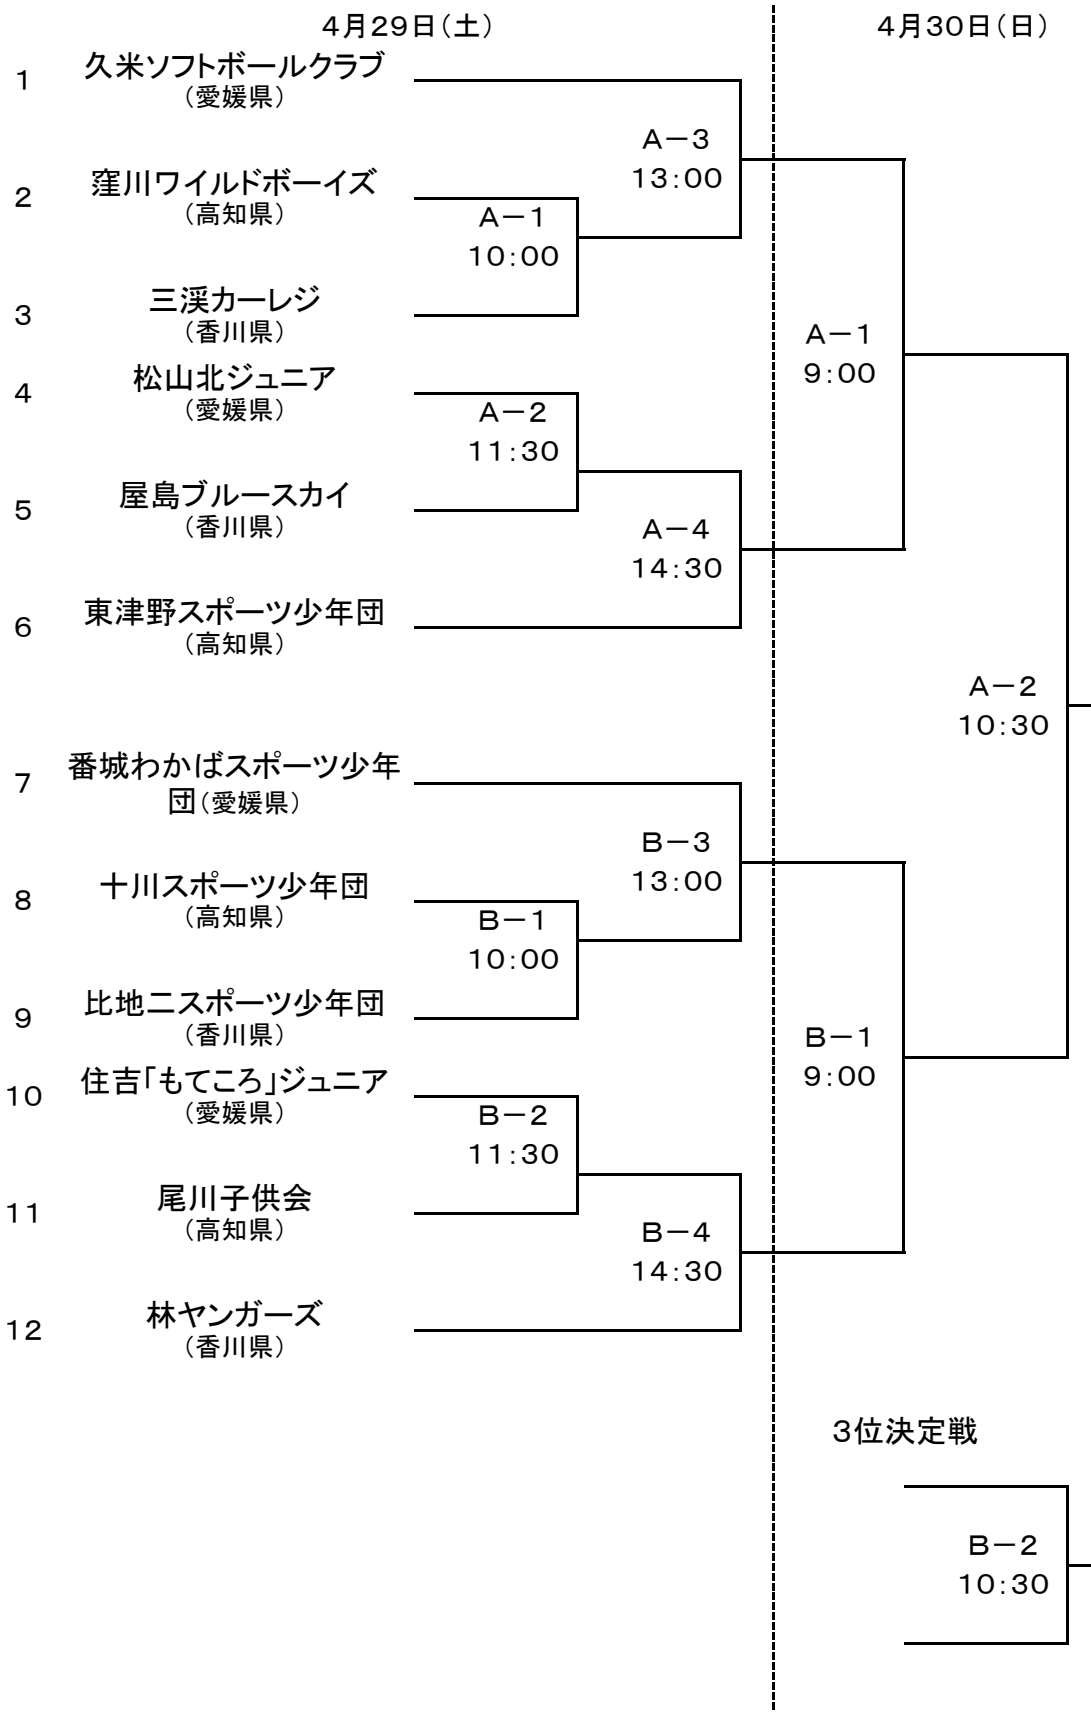 4月29日(土)
4月30日(日)
1
久米ソフトボールクラブ
(愛媛県)
A-3
13:00
2
窪川ワイルドボーイズ
(高知県)
A-1
10:00
3
三渓カーレジ
(香川県)
A-1
9:00
4
松山北ジュニア
(愛媛県)
A-2
11:30
5
屋島ブルースカイ
(香川県)
A-4
14:30
6
東津野スポーツ少年団
(高知県)
A-2
10:30
7
番城わかばスポーツ少年
団(愛媛県)
B-3
13:00
8
十川スポーツ少年団
(高知県)
B-1
10:00
9
比地二スポーツ少年団
(香川県)
B-1
9:00
10
住吉「もてころ」ジュニア
(愛媛県)
B-2
11:30
11
尾川子供会
(高知県)
B-4
14:30
12
林ヤンガーズ
(香川県)
3位決定戦
B-2
10:30